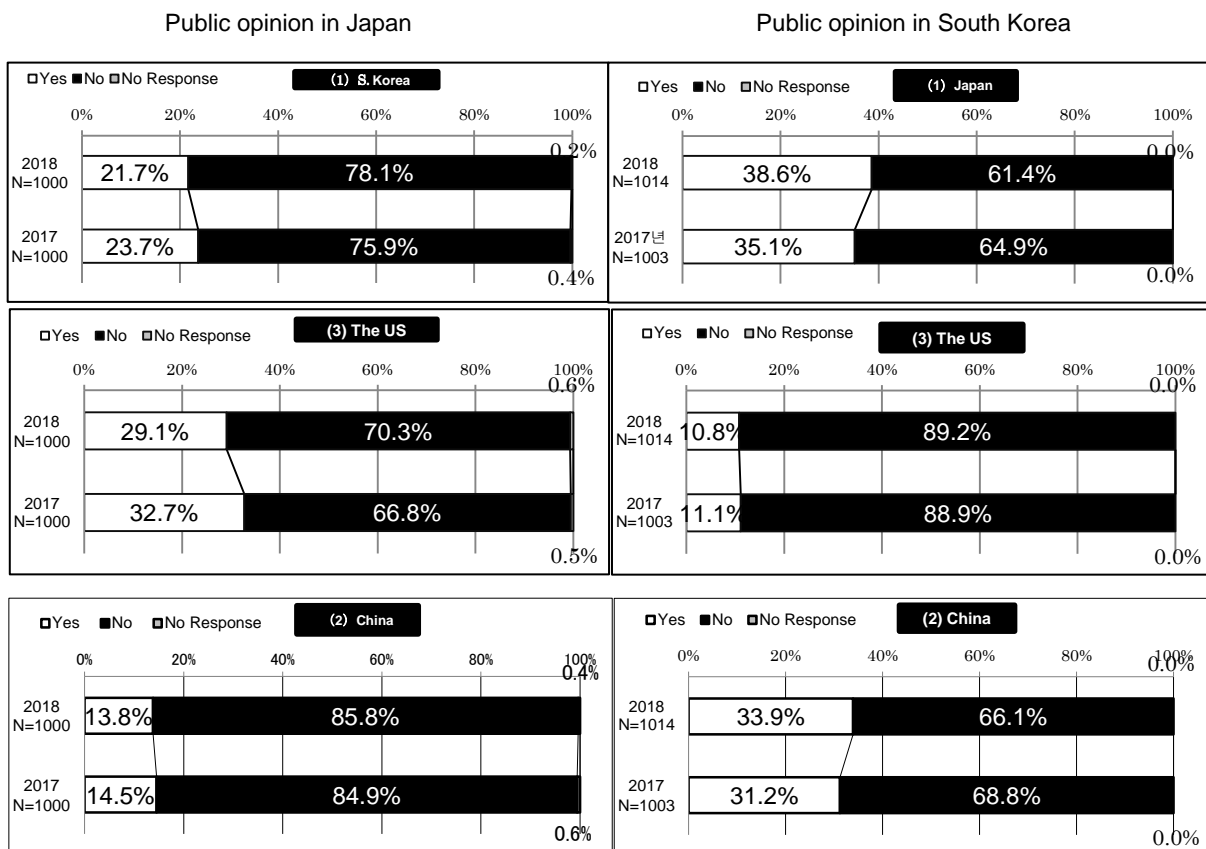 Public opinion in Japan
Public opinion in South Korea
Yes No No Response
(1) S. Korea
0% 20% 40% 60% 80% 100%
0.2%
2018
N=1000
21.7% 78.1%
2017
N=1000
23.7% 75.9%
0.4%
Yes No No Response
(1) Japan
0% 20% 40% 60% 80% 100%
0.0%
2018
N=1014
38.6% 61.4%
2017년
N=1003
35.1% 64.9%
0.0%
Yes No No Response
(3) The US
0% 20% 40% 60% 80% 100%
0.6%
2018
N=1000
29.1% 70.3%
2017
N=1000
32.7% 66.8%
0.5%
Yes No No Response
(3) The US
0% 20% 40% 60% 80% 100%
0.0%
2018
N=1014
10.8% 89.2%
2017
N=1003
11.1% 88.9%
0.0%
Yes No No Response
(2) China
0% 20% 40% 60% 80% 100%
0.4%
2018
N=1000
13.8% 85.8%
2017
N=1000
14.5% 84.9%
0.6%
Yes No No Response
(2) China
0% 20% 40% 60% 80% 100%
0.0%
2018
N=1014
33.9% 66.1%
2017
N=1003
31.2% 68.8%
0.0%